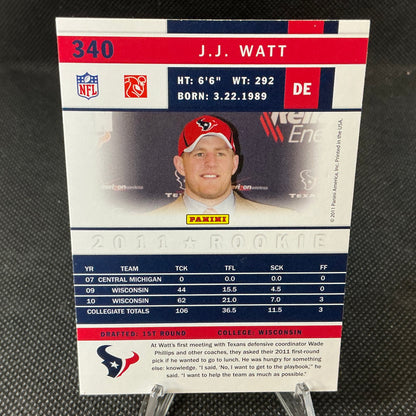 340 J.J. WATT
NFL
HT: 6'6" WT: 292
BORN: 3.22.1989
DE
Ene
verizon
TEXA
PANINI
© 2011 Panini America, Inc. Printed in the USA.
2011 ★ ROOKIE
YR TEAM TCK TFL SCK FF
07 CENTRAL MICHIGAN 0 0.0 0.0 0
09 WISCONSIN 44 15.5 4.5 0
10 WISCONSIN 62 21.0 7.0 3
COLLEGIATE TOTALS 106 36.5 11.5 3
DRAFTED: 1ST ROUND COLLEGE: WISCONSIN
At Watt's first meeting with Texans defensive coordinator Wade
Phillips and other coaches, they asked their 2011 first-round
pick if he wanted to go to lunch. He was hungry for something
else: knowledge. "I said, 'No, I want to get to the playbook,'" he
said. "I want to help the team as much as possible."